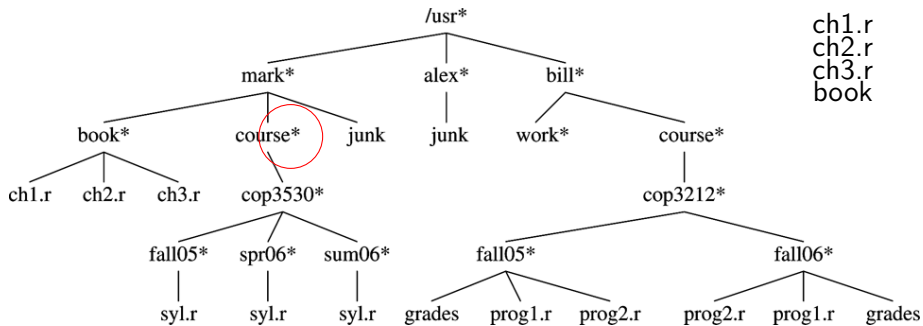 /usr*
ch1.r
ch2.r
ch3.r
book
mark* alex* bill*
book* course* junk junk work* course*
ch1.r ch2.r ch3.r cop3530* cop3212*
fall05* spr06* sum06* fall05* fall06*
syl.r syl.r syl.r grades prog1.r prog2.r prog2.r prog1.r grades